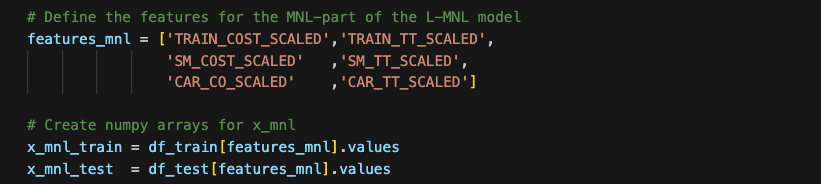 # Define the features for the MNL-part of the L-MNL model
features_mnl = ['TRAIN_COST_SCALED','TRAIN_TT_SCALED',
                'SM_COST_SCALED'   ,'SM_TT_SCALED',
                'CAR_CO_SCALED'    ,'CAR_TT_SCALED']
# Create numpy arrays for x_mnl
x_mnl_train = df_train[features_mnl].values
x_mnl_test  = df_test[features_mnl].values